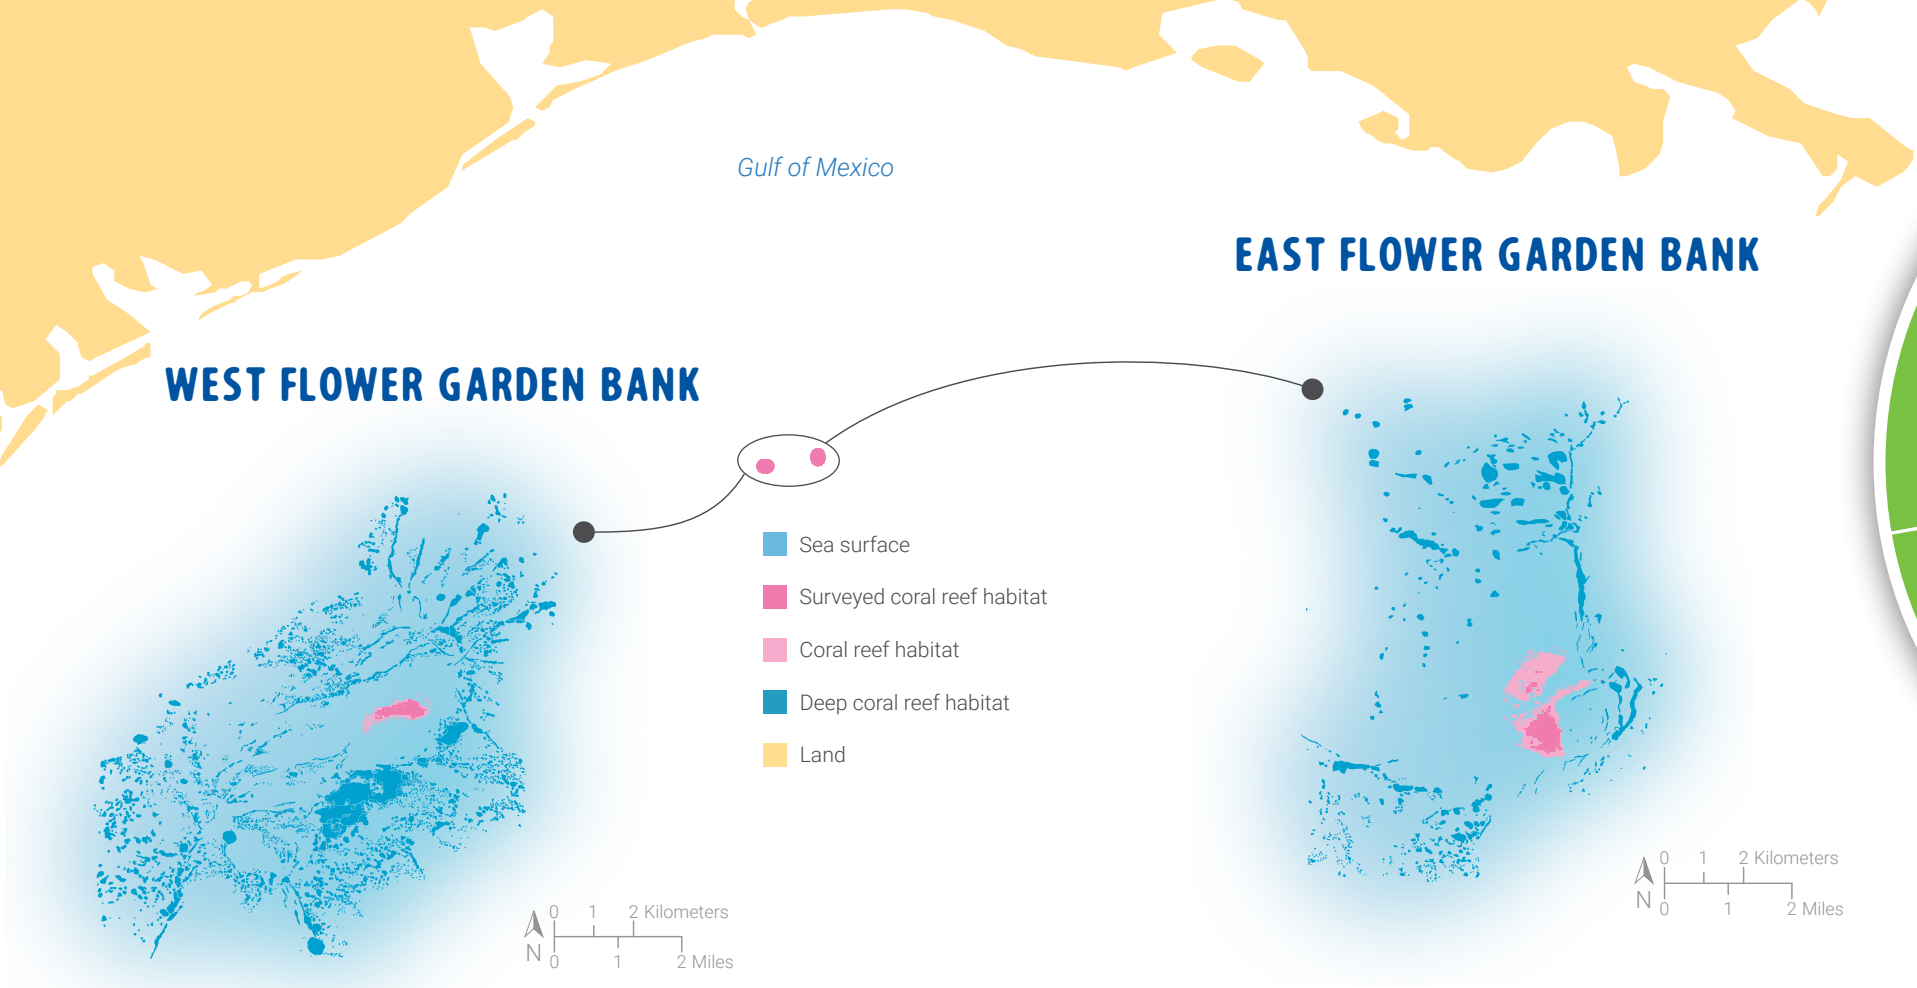 Gulf of Mexico
EAST FLOWER GARDEN BANK
WEST FLOWER GARDEN BANK
Sea surface
Surveyed coral reef habitat
Coral reef habitat
Deep coral reef habitat
Land
0 1 2 Kilometers
N
0 1 2 Miles
0 1 2 Kilometers
N
0 1 2 Miles